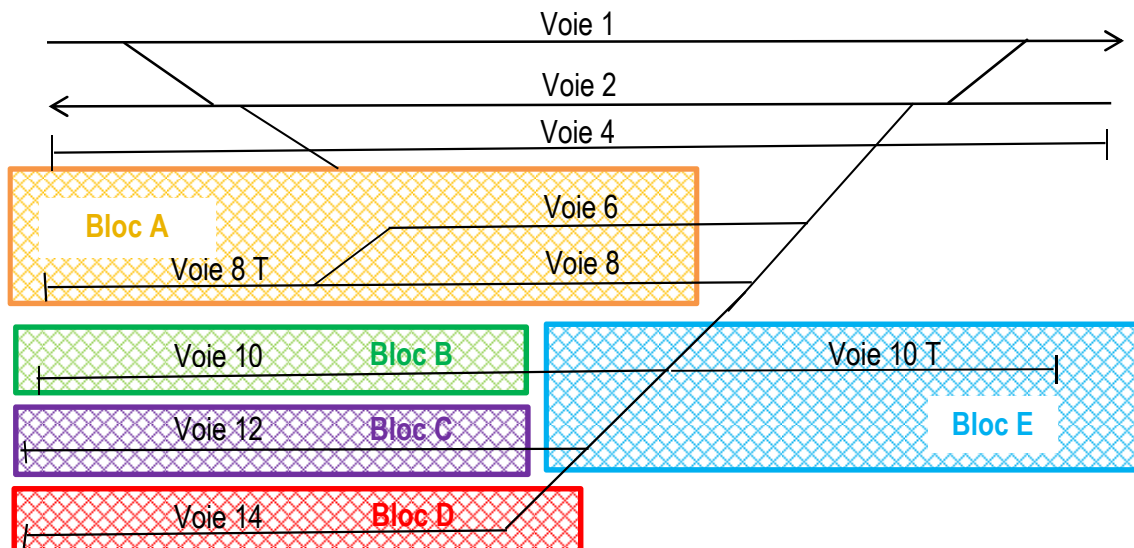 Voie 1
Voie 2
Voie 4
Voie 6
Bloc A
Voie 8 T
Voie 8
Voie 10
Bloc B
Voie 10 T
Voie 12
Bloc C
Bloc E
Voie 14
Bloc D